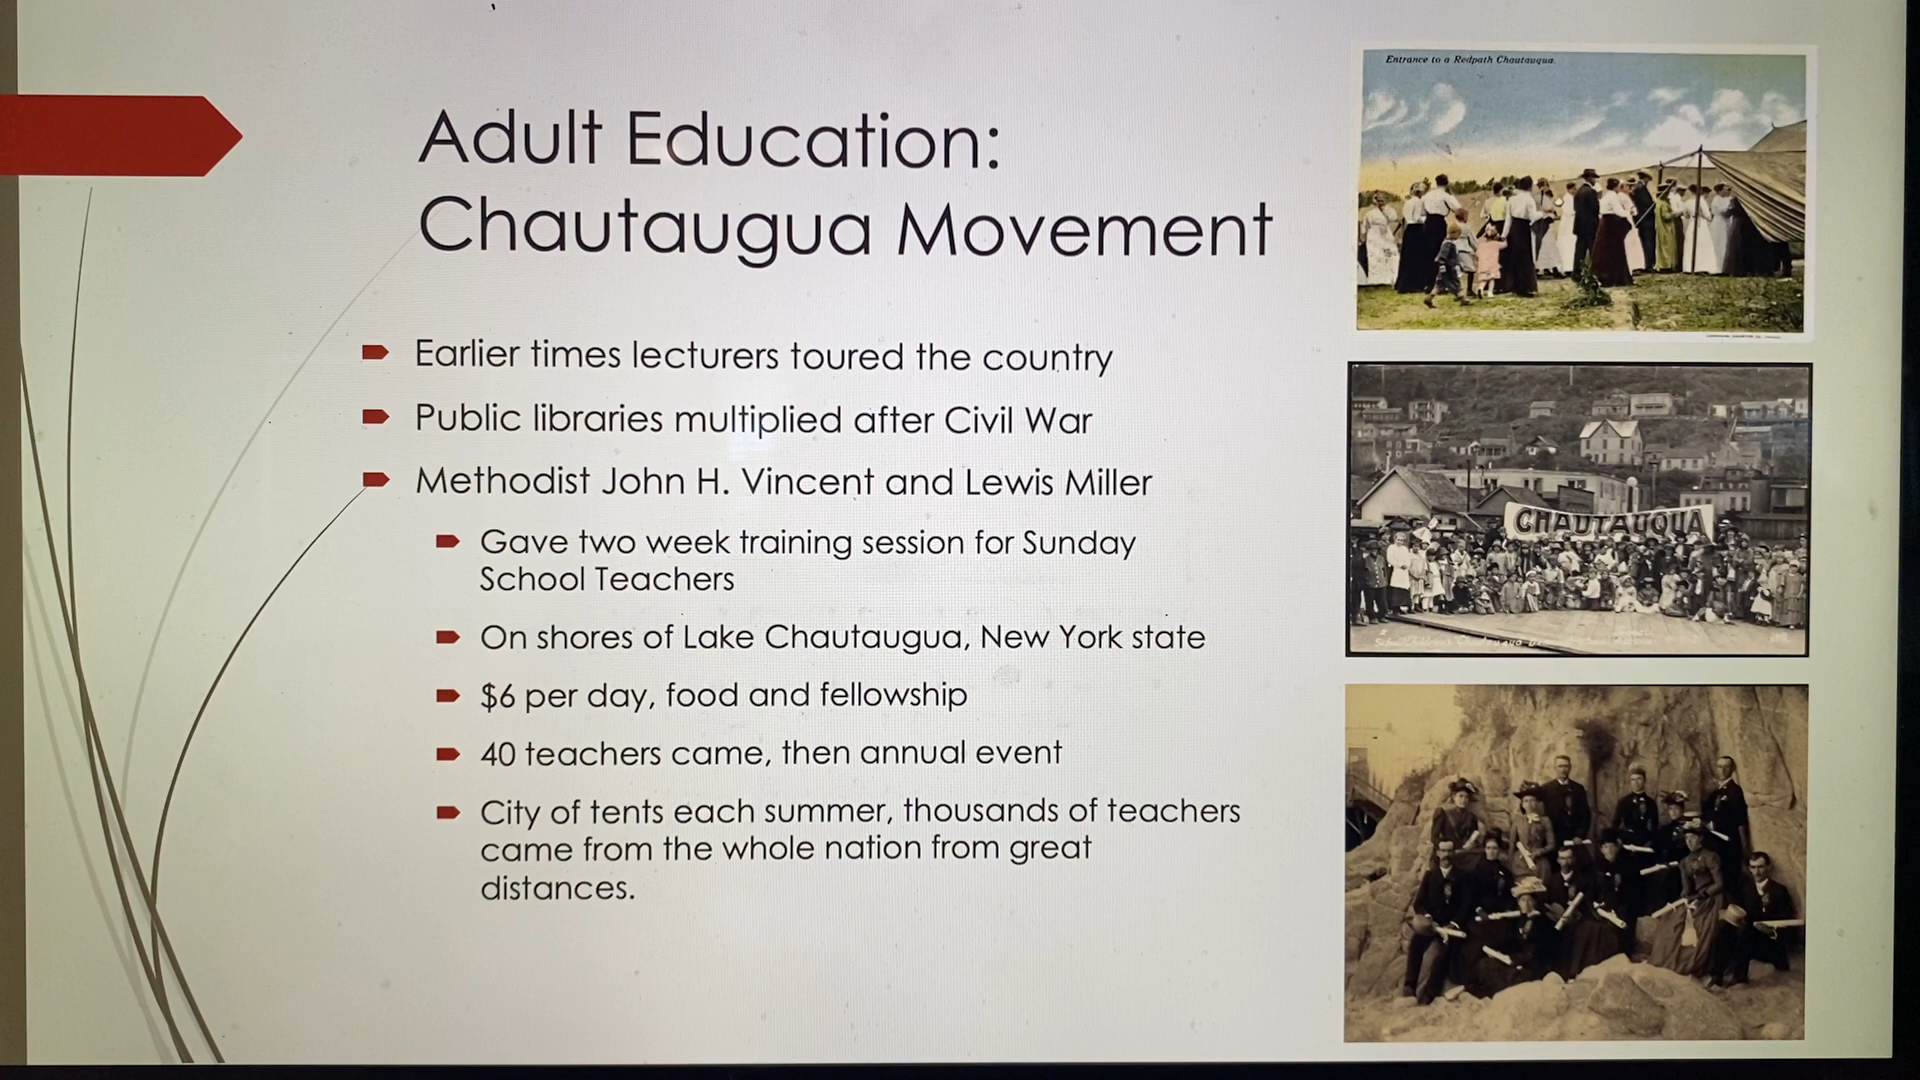 Adult Education:
Chautaugua Movement
Earlier times lecturers toured the country
Public libraries multiplied after Civil War
Methodist John H. Vincent and Lewis Miller
Gave two week training session for Sunday
School Teachers
On shores of Lake Chautaugua, New York state
$6 per day, food and fellowship
40 teachers came, then annual event
City of tents each summer, thousands of teachers
came from the whole nation from great
distances.
Entrance to a Redpath Chautauqua.
CHAUTAUQUA